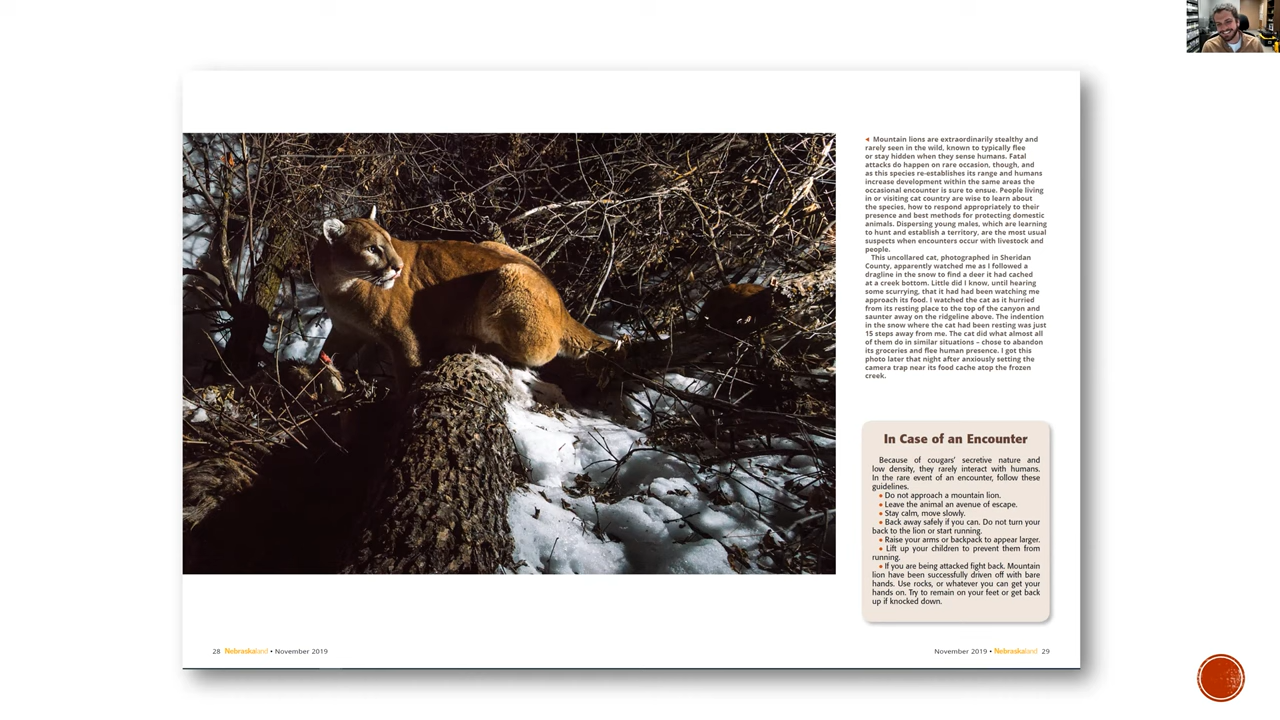 ◄ Mountain lions are extraordinarily stealthy and
rarely seen in the wild, known to typically flee
or stay hidden when they sense humans. Fatal
attacks do happen on rare occasion, though, and
as this species re-establishes its range and humans
increase development within the same areas the
occasional encounter is sure to ensue. People living
in or visiting cat country are wise to learn about
the species, how to respond appropriately to their
presence and best methods for protecting domestic
animals. Dispersing young males, which are learning
to hunt and establish a territory, are the most usual
suspects when encounters occur with livestock and
people.
This uncollared cat, photographed in Sheridan
County, apparently watched me as I followed a
dragline in the snow to find a deer it had cached
at a creek bottom. Little did I know, until hearing
some scurrying, that it had had been watching me
approach its food. I watched the cat as it hurried
from its resting place to the top of the canyon and
saunter away on the ridgeline above. The indention
in the snow where the cat had been resting was just
15 steps away from me. The cat did what almost all
of them do in similar situations – chose to abandon
its groceries and flee human presence. I got this
photo later that night after anxiously setting the
camera trap near its food cache atop the frozen
creek.
In Case of an Encounter
Because of cougars' secretive nature and
low density, they rarely interact with humans.
In the rare event of an encounter, follow these
guidelines.
• Do not approach a mountain lion.
• Leave the animal an avenue of escape.
• Stay calm, move slowly.
• Back away safely if you can. Do not turn your
back to the lion or start running.
• Raise your arms or backpack to appear larger.
• Lift up your children to prevent them from
running.
• If you are being attacked fight back. Mountain
lion have been successfully driven off with bare
hands. Use rocks, or whatever you can get your
hands on. Try to remain on your feet or get back
up if knocked down.
28 Nebraskaland • November 2019
November 2019 • Nebraskaland 29